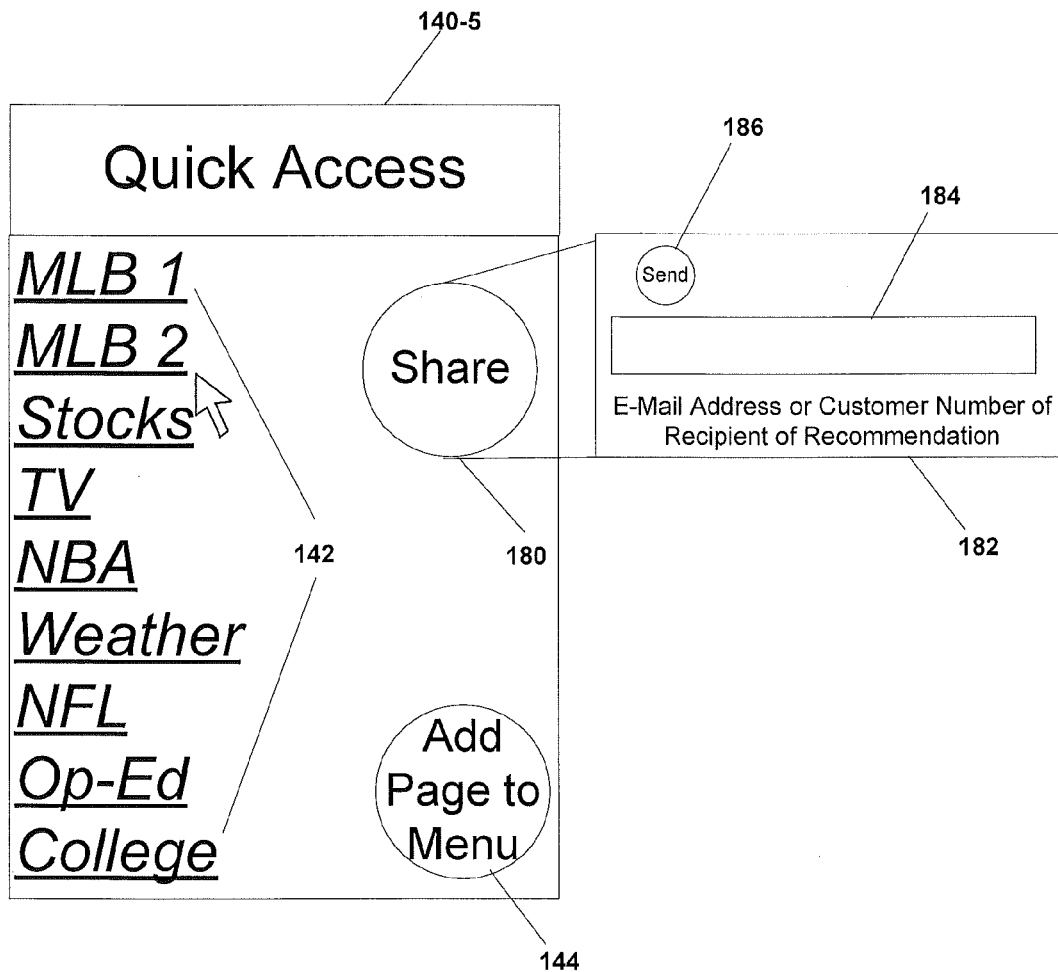 140-5
Quick Access
186
184
MLB 1
MLB 2
Stocks
TV
NBA
Weather
NFL
Op-Ed
College
Share
Send
E-Mail Address or Customer Number of
Recipient of Recommendation
142
180
182
Add
Page to
Menu
144